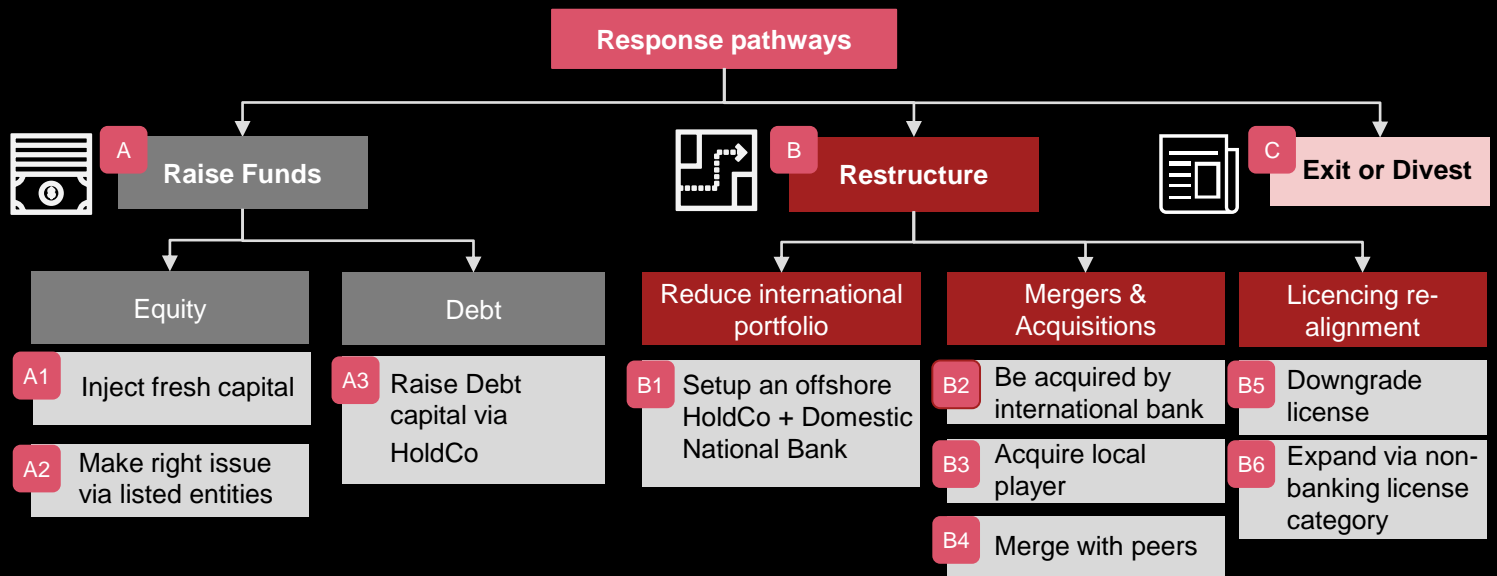 Response pathways
A
Raise Funds
B
Restructure
C
Exit or Divest
Equity
Debt
Reduce international
portfolio
Mergers &
Acquisitions
Licencing re-
alignment
A1
Inject fresh capital
A2
Make right issue
via listed entities
A3
Raise Debt
capital via
HoldCo
B1
Setup an offshore
HoldCo + Domestic
National Bank
B2
Be acquired by
international bank
B3
Acquire local
player
B4
Merge with peers
B5
Downgrade
license
B6
Expand via non-
banking license
category